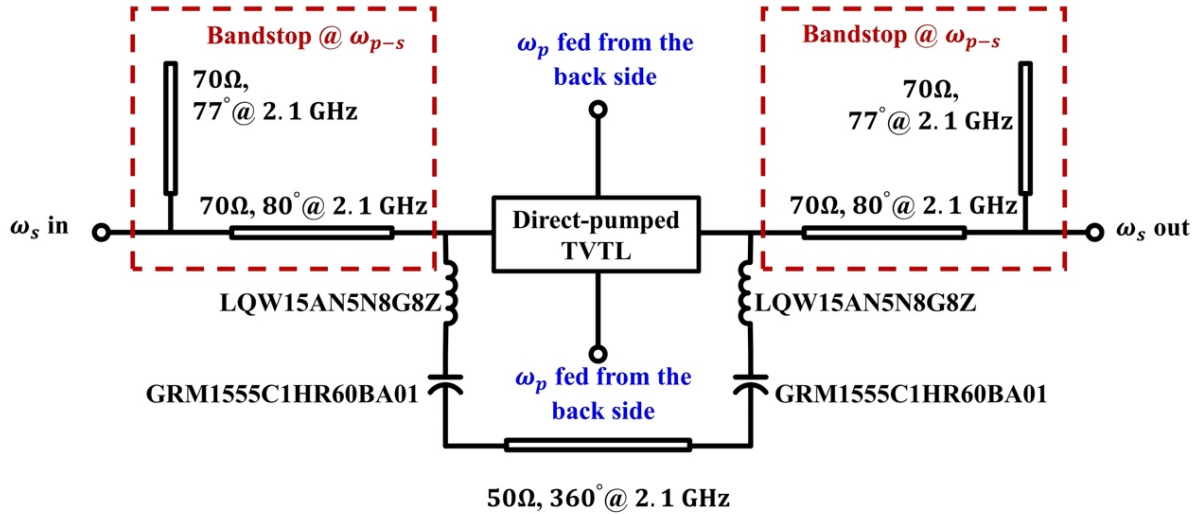 Bandstop @ ωₚ₋ₛ
70Ω,
77°@ 2.1 GHz
70Ω, 80°@ 2.1 GHz
ωₛ in
ωₚ fed from the
back side
Direct-pumped
TVTL
Bandstop @ ωₚ₋ₛ
70Ω,
77°@ 2.1 GHz
70Ω, 80°@ 2.1 GHz
ωₛ out
LQW15AN5N8G8Z
LQW15AN5N8G8Z
GRM1555C1HR60BA01
ωₚ fed from the
back side
GRM1555C1HR60BA01
50Ω, 360°@ 2.1 GHz